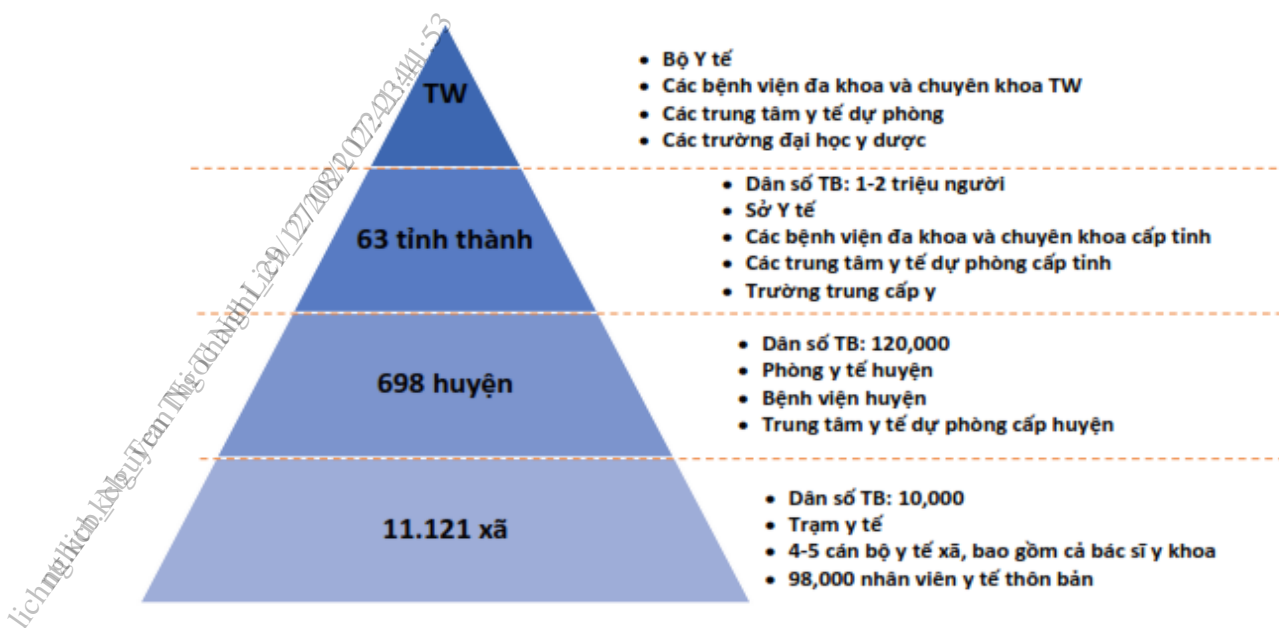 TW
• Bộ Y tế
• Các bệnh viện đa khoa và chuyên khoa TW
• Các trung tâm y tế dự phòng
• Các trường đại học y dược
63 tỉnh thành
• Dân số TB: 1-2 triệu người
• Sở Y tế
• Các bệnh viện đa khoa và chuyên khoa cấp tỉnh
• Các trung tâm y tế dự phòng cấp tỉnh
• Trường trung cấp y
698 huyện
• Dân số TB: 120,000
• Phòng y tế huyện
• Bệnh viện huyện
• Trung tâm y tế dự phòng cấp huyện
11.121 xã
• Dân số TB: 10,000
• Trạm y tế
• 4-5 cán bộ y tế xã, bao gồm cả bác sĩ y khoa
• 98,000 nhân viên y tế thôn bản